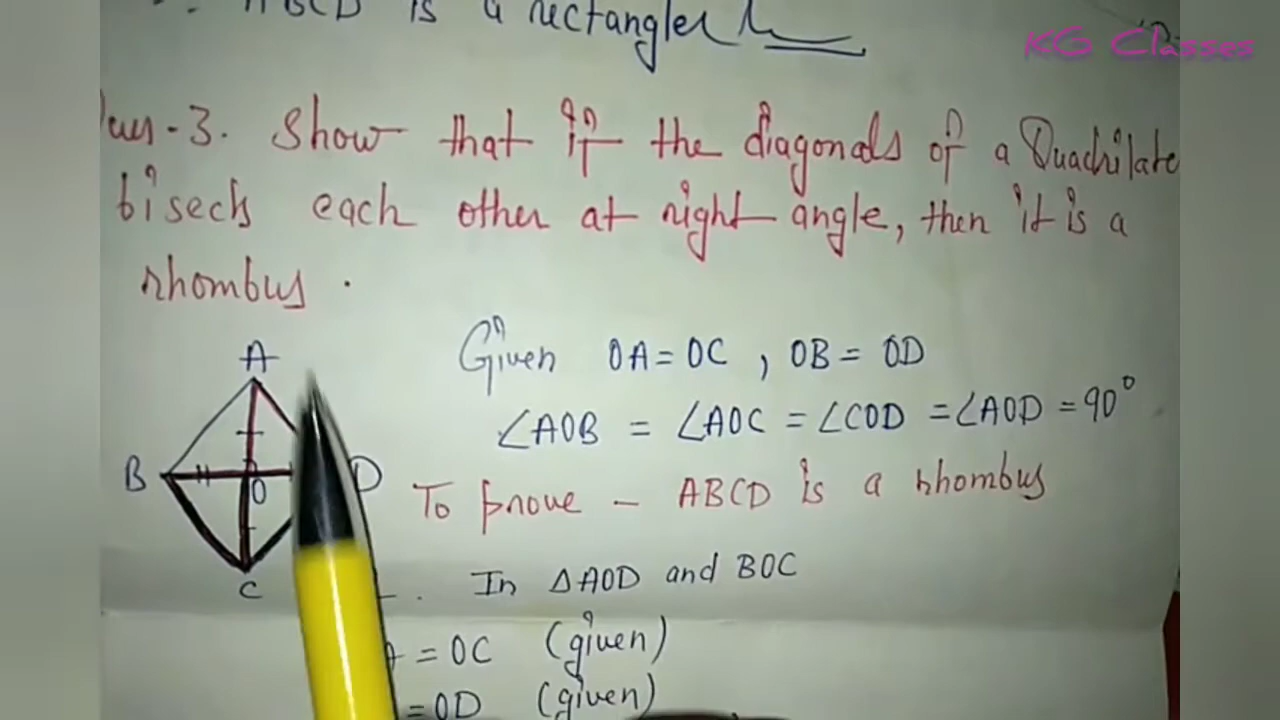 ABCD is a rectangle
KG Classes
Ques-3. Show that if the diagonals of a Quadrilate
bisects each other at right angle, then it is a
rhombus.
Given OA = OC , OB = OD
∠AOB = ∠AOC = ∠COD = ∠AOD = 90°
To prove - ABCD is a rhombus
In ΔAOD and BOC
= OC (given)
= OD (given)
A
B
O
D
C